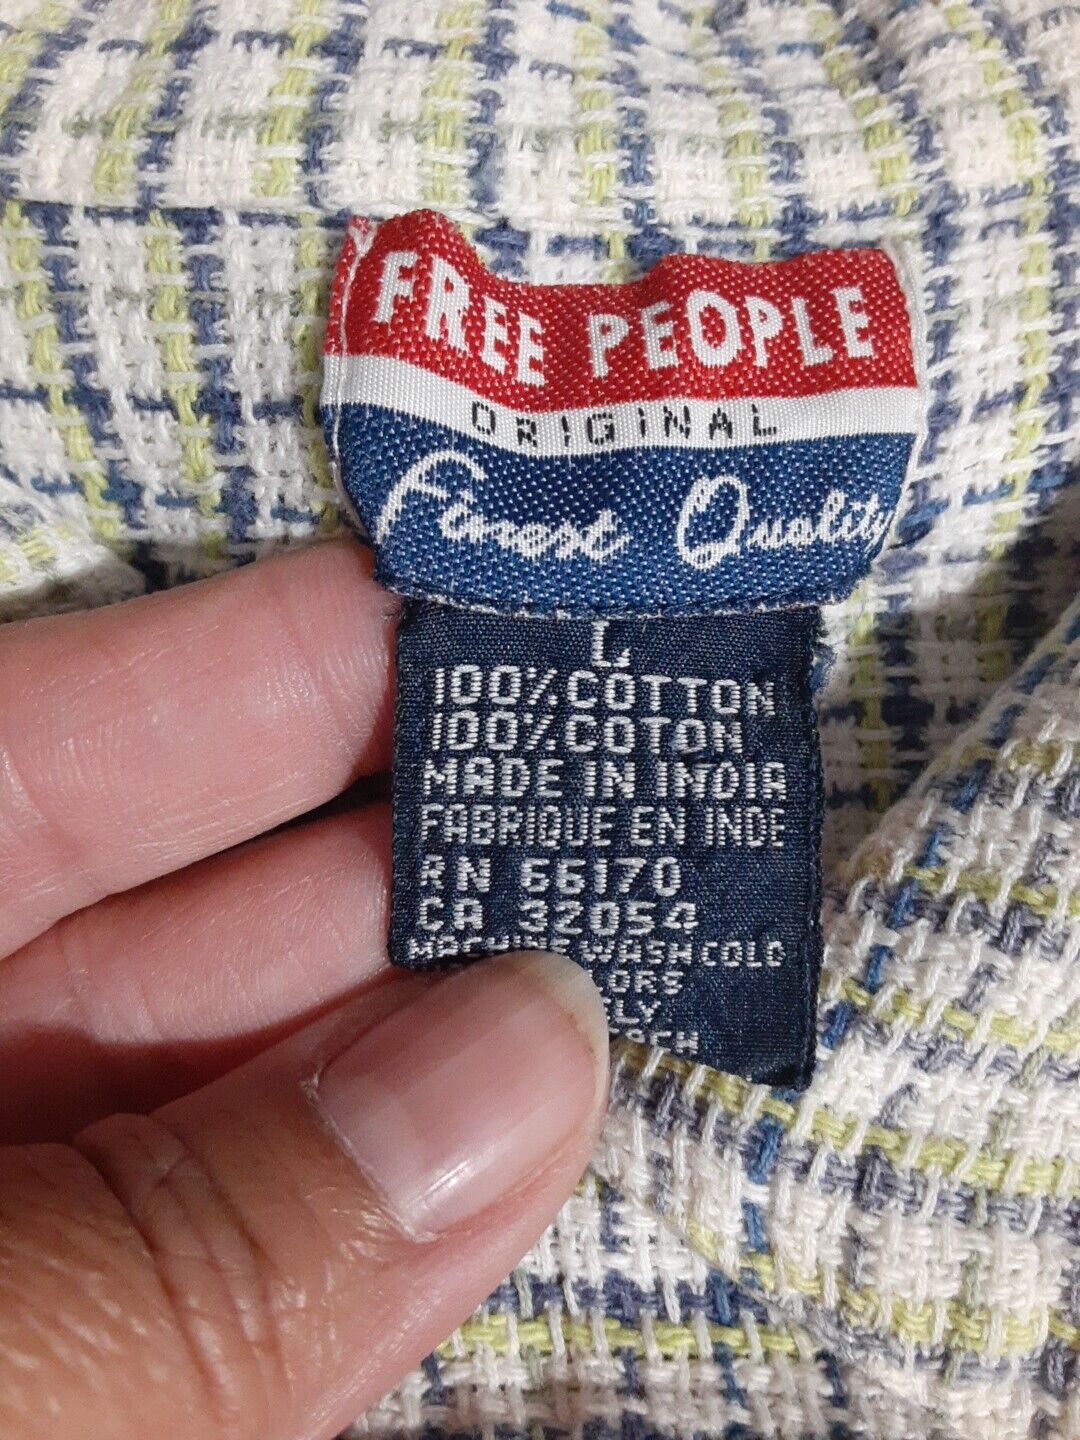 FREE PEOPLE
ORIGINAL
Finest Quality
L
100% COTTON
100% COTON
MADE IN INDIA
FABRIQUE EN INDE
RN 66170
CA 32054
MACHINE WASH COLD